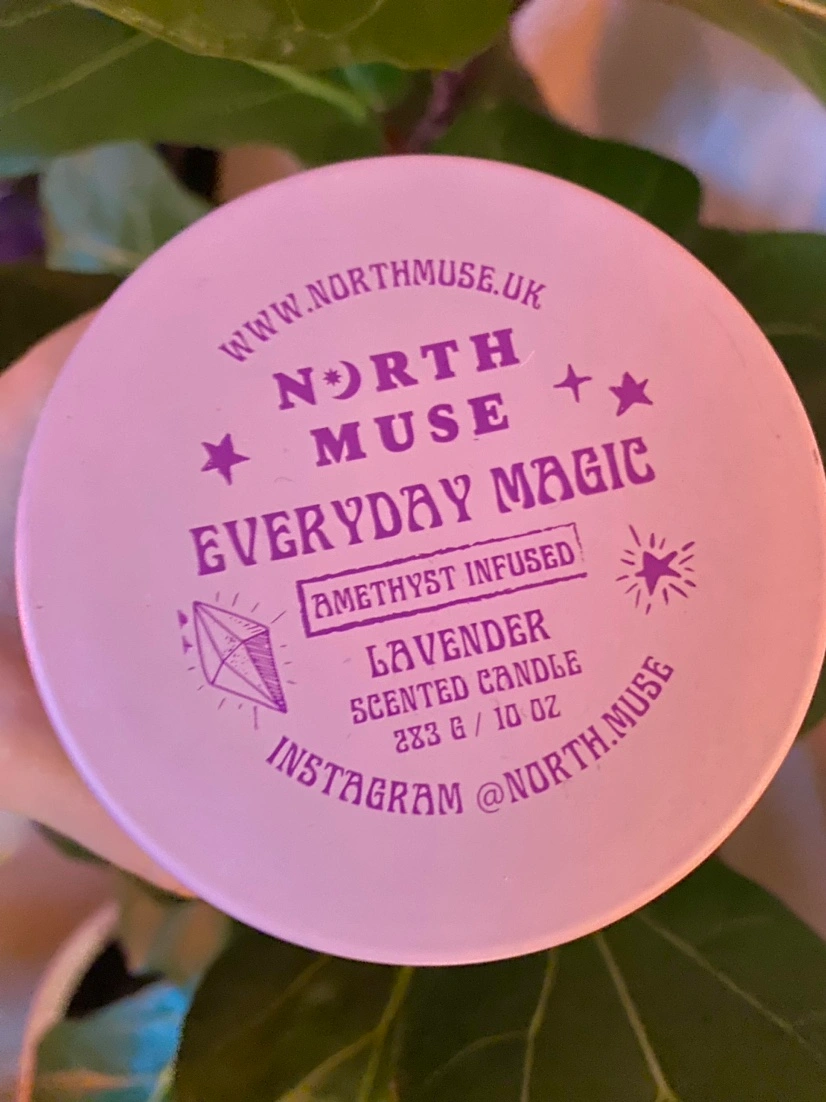 WWW.NORTHMUSE.UK
NORTH
MUSE
EVERYDAY MAGIC
AMETHYST INFUSED
LAVENDER
SCENTED CANDLE
283 G / 10 OZ
INSTAGRAM @NORTH.MUSE